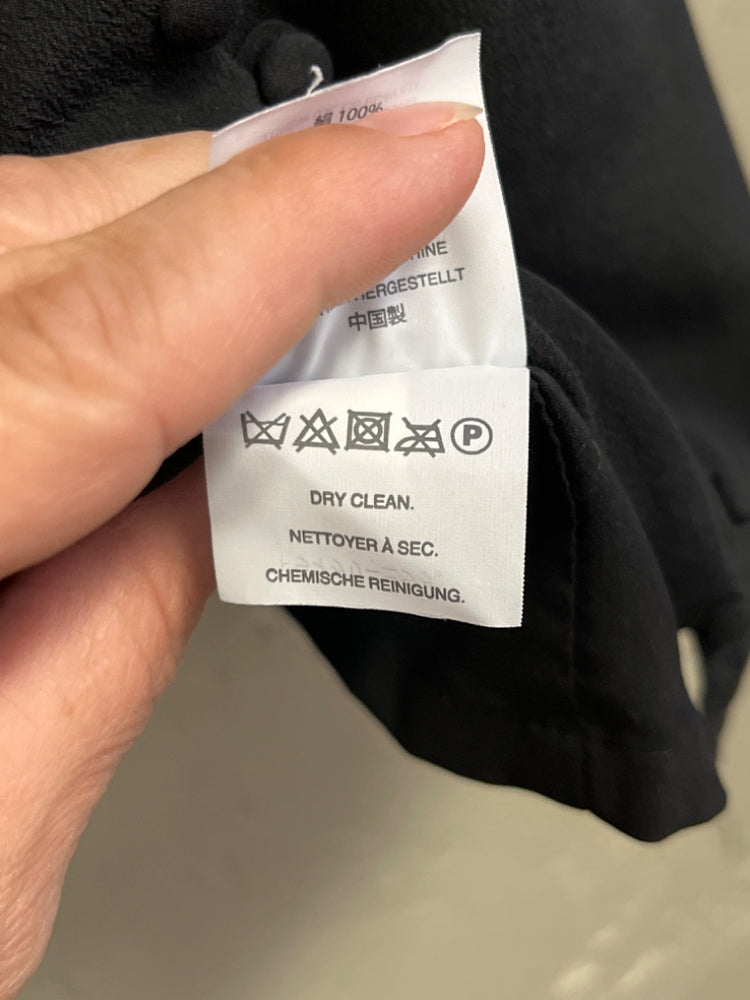 絹 100%
HERGESTELLT
中国製
P
DRY CLEAN.
NETTOYER À SEC.
CHEMISCHE REINIGUNG.